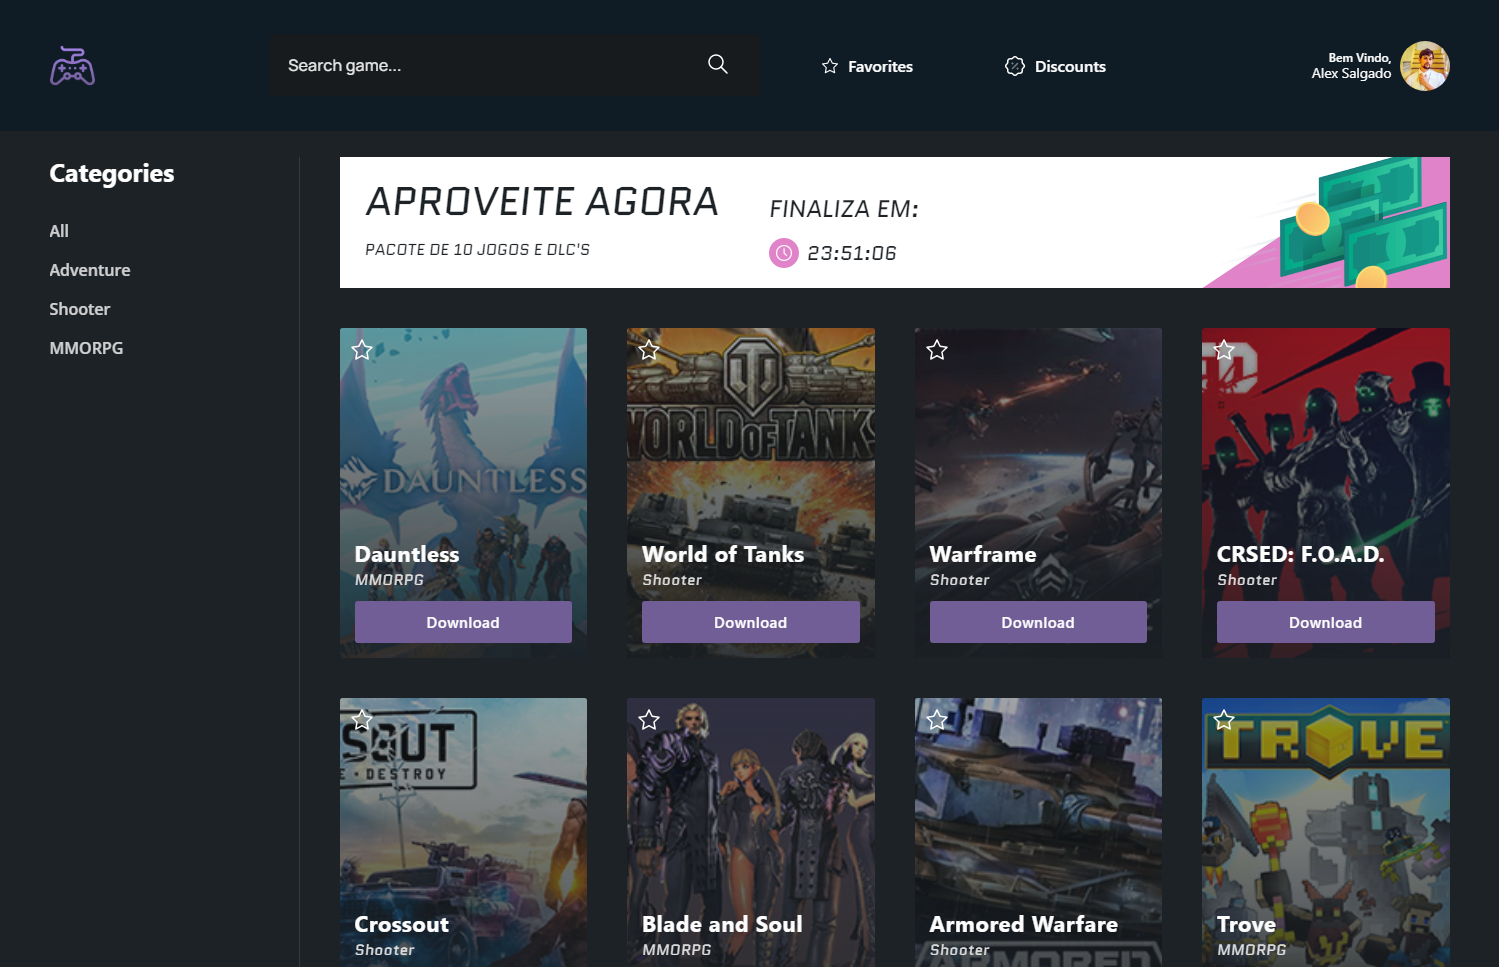 Search game...
Favorites
Discounts
Bem Vindo,
Alex Salgado
Categories
All
Adventure
Shooter
MMORPG
APROVEITE AGORA
PACOTE DE 10 JOGOS E DLC'S
FINALIZA EM:
23:51:06
DAUNTLESS
Dauntless
MMORPG
Download
WORLD OF TANKS
World of Tanks
Shooter
Download
Warframe
Shooter
Download
CRSED: F.O.A.D.
Shooter
Download
SOUT
E • DESTROY
Crossout
Shooter
Blade and Soul
MMORPG
Armored Warfare
Shooter
ARMORED
TROVE
Trove
MMORPG